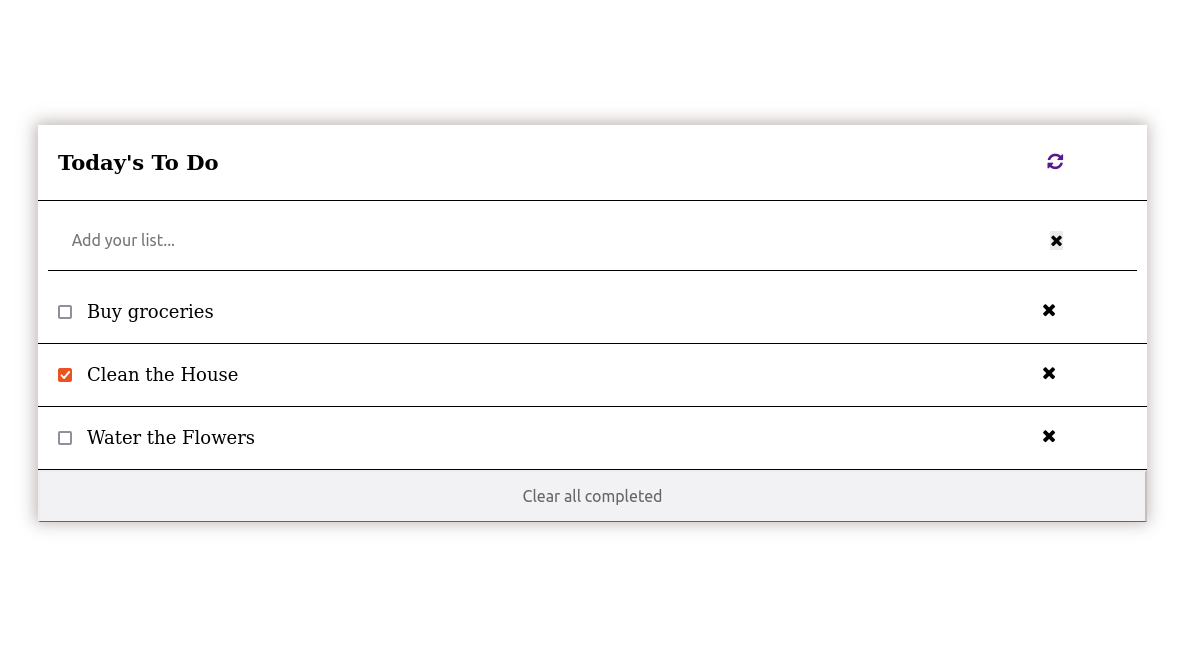 Today's To Do
Add your list...
Buy groceries
Clean the House
Water the Flowers
Clear all completed